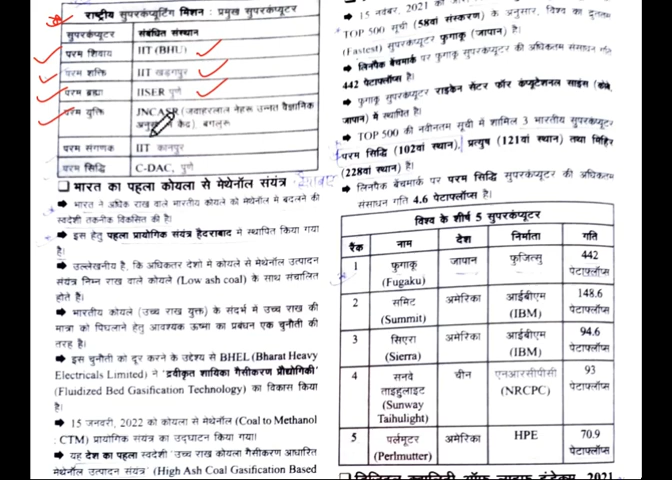 राष्ट्रीय सुपरकंप्यूटिंग मिशन : प्रमुख सुपरकंप्यूटर
सुपरकंप्यूटर संबंधित संस्थान
परम शिवाय IIT (BHU)
परम शक्ति IIT खड़गपुर
परम ब्रह्मा IISER पुणे
परम युक्ति JNCASR (जवाहरलाल नेहरू उन्नत वैज्ञानिक
केंद्र) बंगलुरू
परम संगणक IIT कानपुर
परम सिद्धि C-DAC, पुणे
❑ भारत का पहला कोयला से मेथेनॉल संयंत्र
➡ भारत ने अधिक राख वाले भारतीय कोयले को मेथेनॉल में बदलने की
स्वदेशी तकनीक विकसित की है।
➡ इस हेतु पहला प्रायोगिक संयंत्र हैदराबाद में स्थापित किया गया
है।
➡ उल्लेखनीय है, कि अधिकतर देशों में कोयले से मेथेनॉल उत्पादन
संयंत्र निम्न राख वाले कोयले (Low ash coal) के साथ संचालित
होते है।
➡ भारतीय कोयले (उच्च राख युक्त) के संदर्भ में उच्च राख की
मात्रा को पिघलाने हेतु आवश्यक ऊष्मा का प्रबंधन एक चुनौती की
तरह है।
➡ इस चुनौती को दूर करने के उद्देश्य से BHEL (Bharat Heavy
Electricals Limited) ने 'द्रवीकृत शायिका गैसीकरण प्रौद्योगिकी'
(Fluidized Bed Gasification Technology) का विकास किया
है।
➡ 15 जनवरी, 2022 को कोयला से मेथेनॉल (Coal to Methanol
: CTM) प्रायोगिक संयंत्र का उद्घाटन किया गया।
➡ यह देश का पहला स्वदेशी 'उच्च राख कोयला गैसीकरण आधारित
मेथेनॉल उत्पादन संयंत्र' (High Ash Coal Gasification Based
➡ 15 नवंबर, 2021 को
TOP 500 सूची (58वां संस्करण) के अनुसार, विश्व का द्रुततम
(Fastest) सुपरकंप्यूटर फुगाकू (जापान) है।
➡ लिनपैक बेंचमार्क पर फुगाकू सुपरकंप्यूटर की अधिकतम संसाधन गति
442 पेटाफ्लॉप्स है।
➡ फुगाकू सुपरकंप्यूटर राइकेन सेंटर फॉर कंप्यूटेशनल साइंस (कोबे,
जापान) में स्थापित है।
➡ TOP 500 की नवीनतम सूची में शामिल 3 भारतीय सुपरकंप्यूटर
परम सिद्धि (102वां स्थान), प्रत्युष (121वां स्थान) तथा मिहिर
(228वां स्थान) है।
➡ लिनपैक बेंचमार्क पर परम सिद्धि सुपरकंप्यूटर की अधिकतम
संसाधन गति 4.6 पेटाफ्लॉप्स है।
विश्व के शीर्ष 5 सुपरकंप्यूटर
रैंक नाम देश निर्माता गति
1 फुगाकू (Fugaku) जापान फुजित्सु 442 पेटाफ्लॉप्स
2 समिट (Summit) अमेरिका आईबीएम (IBM) 148.6 पेटाफ्लॉप्स
3 सिएरा (Sierra) अमेरिका आईबीएम (IBM) 94.6 पेटाफ्लॉप्स
4 सनवे ताइहुलाइट (Sunway Taihulight) चीन एनआरसीपीसी (NRCPC) 93 पेटाफ्लॉप्स
5 पर्लमूटर (Perlmutter) अमेरिका HPE 70.9 पेटाफ्लॉप्स